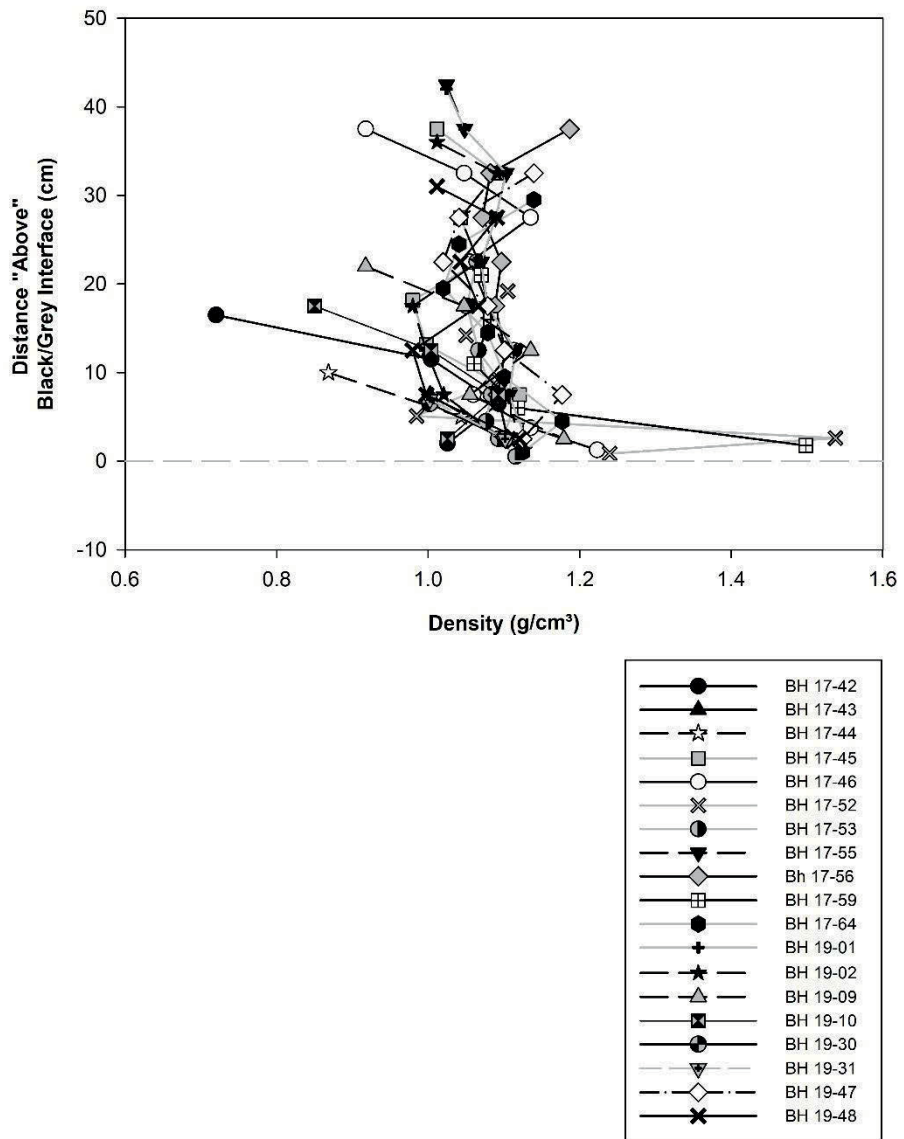 50
40
30
20
10
0
-10
Distance "Above"
Black/Grey Interface (cm)
0.6 0.8 1.0 1.2 1.4 1.6
Density (g/cm³)
BH 17-42
BH 17-43
BH 17-44
BH 17-45
BH 17-46
BH 17-52
BH 17-53
BH 17-55
Bh 17-56
BH 17-59
BH 17-64
BH 19-01
BH 19-02
BH 19-09
BH 19-10
BH 19-30
BH 19-31
BH 19-47
BH 19-48